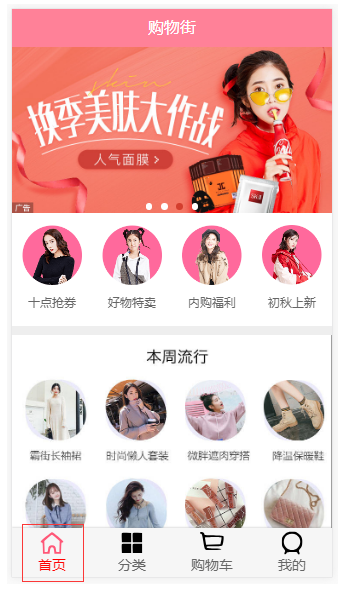 购物街
skin
换季美肤大作战
人气面膜 >
广告
十点抢券
好物特卖
内购福利
初秋上新
本周流行
霸街长袖裙
时尚懒人套装
微胖遮肉穿搭
降温保暖鞋
首页
分类
购物车
我的